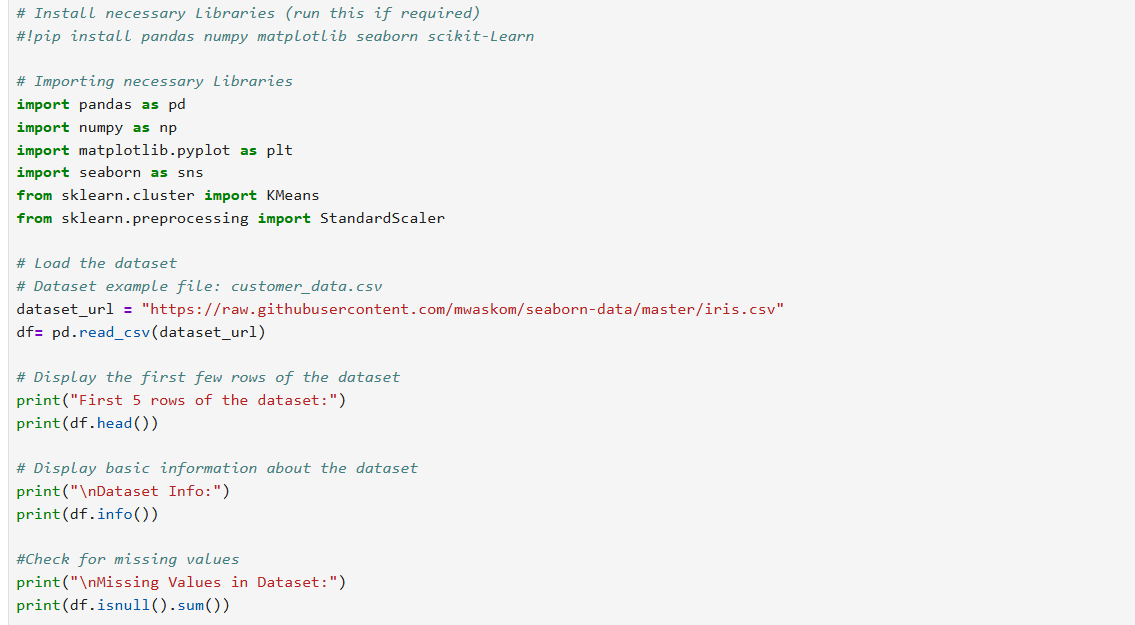 # Install necessary Libraries (run this if required)
#!pip install pandas numpy matplotlib seaborn scikit-Learn
# Importing necessary Libraries
import pandas as pd
import numpy as np
import matplotlib.pyplot as plt
import seaborn as sns
from sklearn.cluster import KMeans
from sklearn.preprocessing import StandardScaler
# Load the dataset
# Dataset example file: customer_data.csv
dataset_url = "https://raw.githubusercontent.com/mwaskom/seaborn-data/master/iris.csv"
df= pd.read_csv(dataset_url)
# Display the first few rows of the dataset
print("First 5 rows of the dataset:")
print(df.head())
# Display basic information about the dataset
print("\nDataset Info:")
print(df.info())
#Check for missing values
print("\nMissing Values in Dataset:")
print(df.isnull().sum())